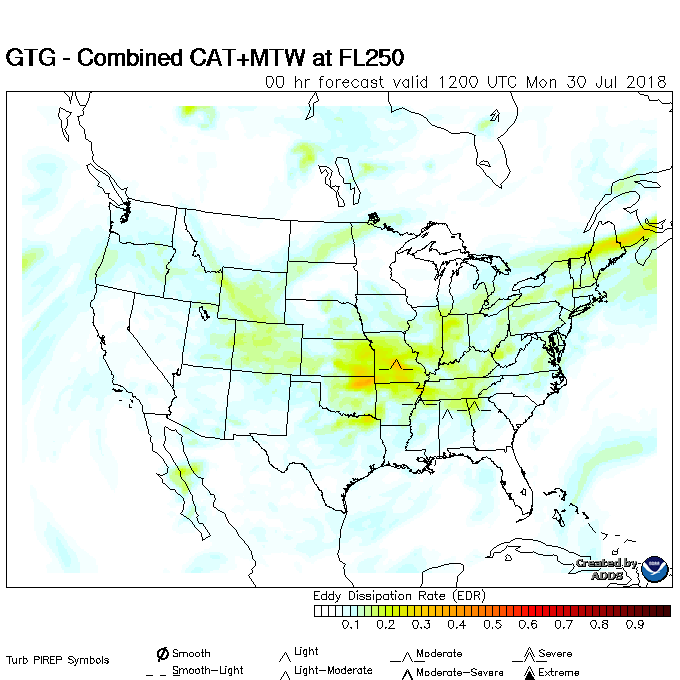 GTG - Combined CAT+MTW at FL250
00 hr forecast valid 1200 UTC Mon 30 Jul 2018
Created by
ADDS
Eddy Dissipation Rate (EDR)
0.1 0.2 0.3 0.4 0.5 0.6 0.7 0.8 0.9
Turb PIREP Symbols
Smooth
Smooth-Light
Light
Light-Moderate
Moderate
Moderate-Severe
Severe
Extreme